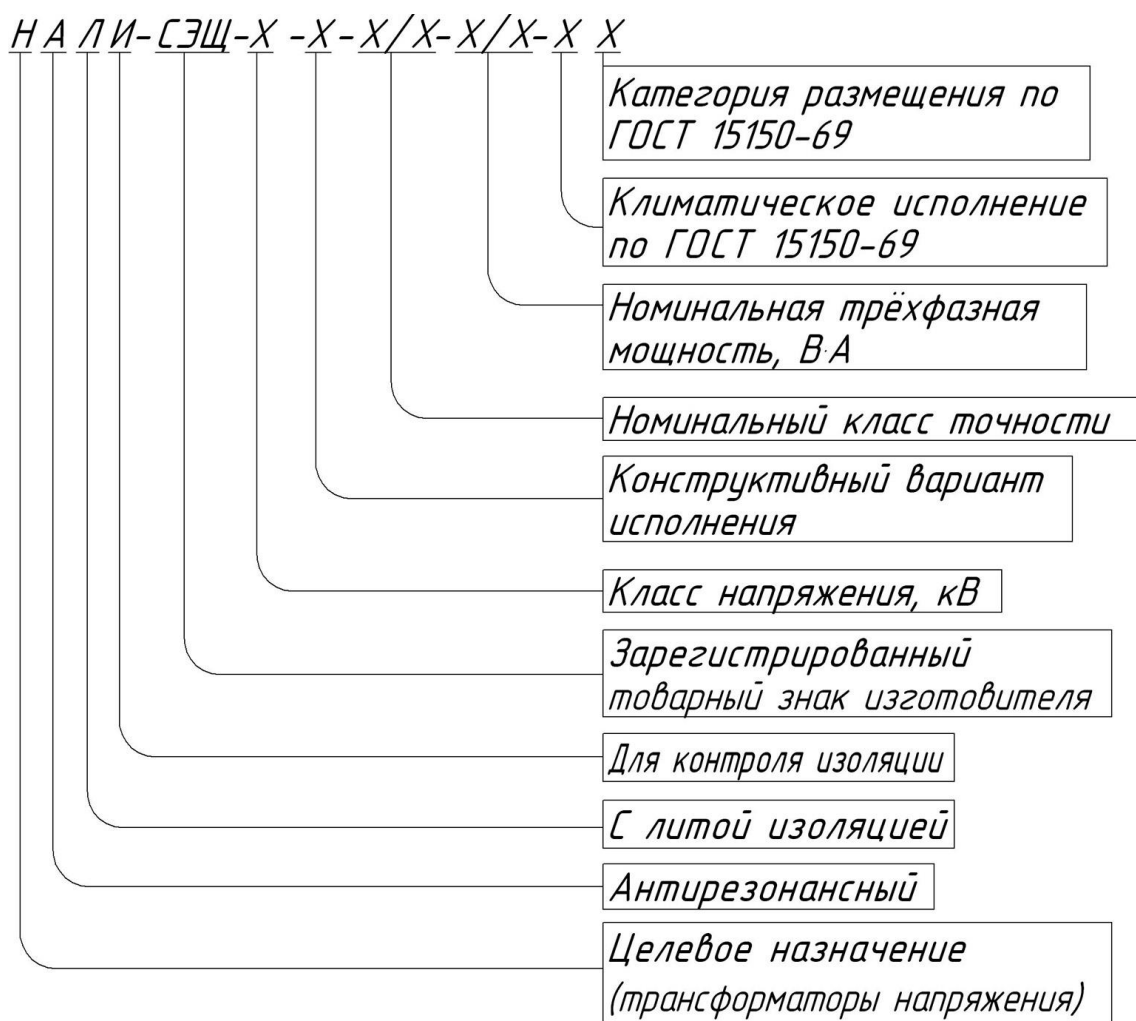 НАЛИ-СЭЩ-Х -Х-Х/Х-Х/Х-Х Х
Категория размещения по
ГОСТ 15150-69
Климатическое исполнение
по ГОСТ 15150-69
Номинальная трёхфазная
мощность, В·А
Номинальный класс точности
Конструктивный вариант
исполнения
Класс напряжения, кВ
Зарегистрированный
товарный знак изготовителя
Для контроля изоляции
С литой изоляцией
Антирезонансный
Целевое назначение
(трансформаторы напряжения)